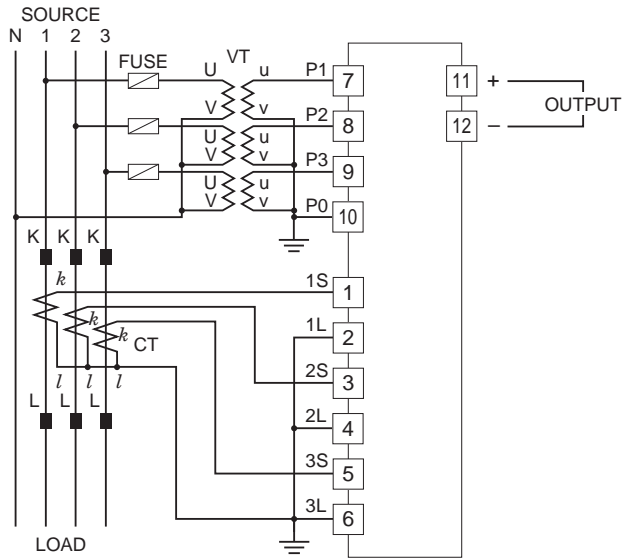 SOURCE
N 1 2 3
FUSE
VT
U u P1 7
V v
U u P2 8
V v
U u P3 9
V v
P0 10
11 +
OUTPUT
12 –
K K K
k 1S 1
k
k CT
1L 2
l l l
2S 3
L L L
2L 4
3S 5
3L 6
LOAD